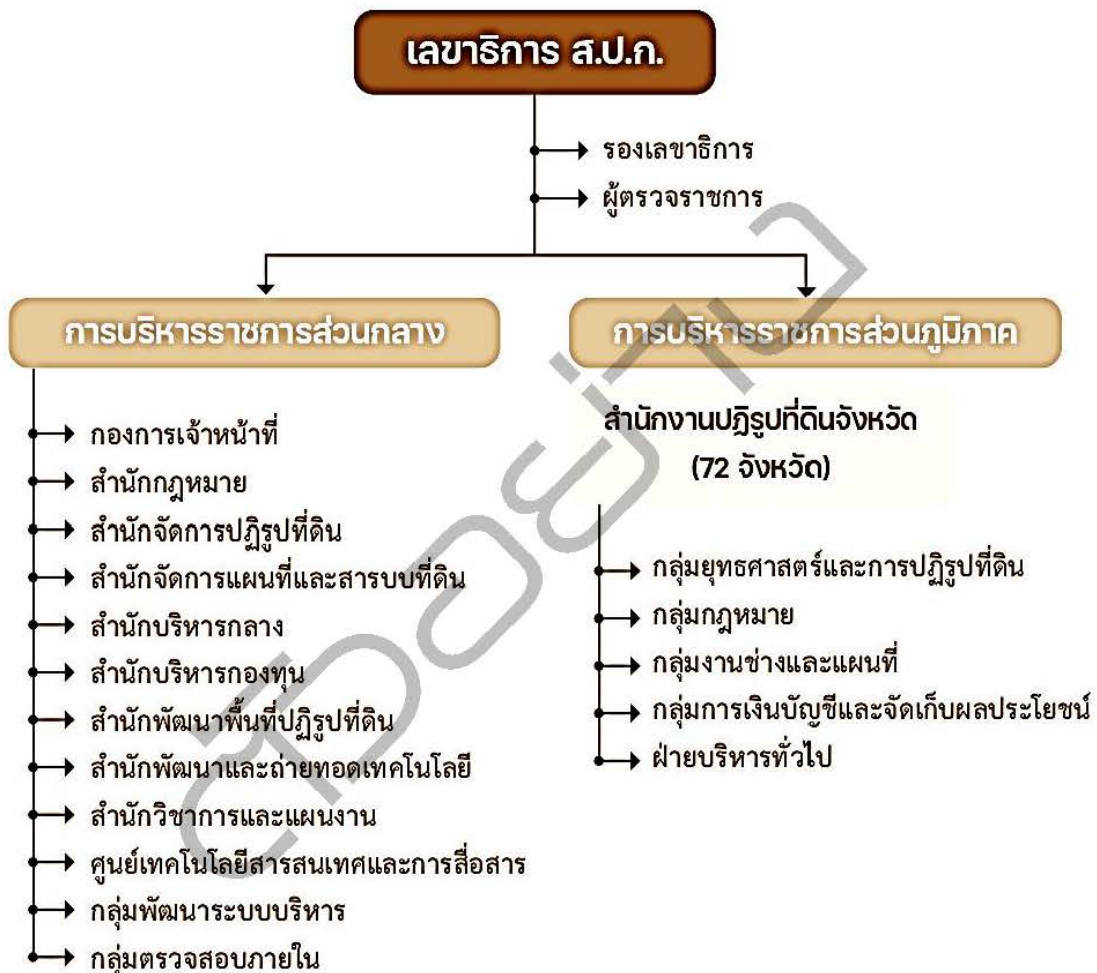 เลขาธิการ ส.ป.ก.
รองเลขาธิการ
ผู้ตรวจราชการ
การบริหารราชการส่วนกลาง
กองการเจ้าหน้าที่
สำนักกฎหมาย
สำนักจัดการปฏิรูปที่ดิน
สำนักจัดการแผนที่และสารบบที่ดิน
สำนักบริหารกลาง
สำนักบริหารกองทุน
สำนักพัฒนาพื้นที่ปฏิรูปที่ดิน
สำนักพัฒนาและถ่ายทอดเทคโนโลยี
สำนักวิชาการและแผนงาน
ศูนย์เทคโนโลยีสารสนเทศและการสื่อสาร
กลุ่มพัฒนาระบบบริหาร
กลุ่มตรวจสอบภายใน
การบริหารราชการส่วนภูมิภาค
สำนักงานปฏิรูปที่ดินจังหวัด
(72 จังหวัด)
กลุ่มยุทธศาสตร์และการปฏิรูปที่ดิน
กลุ่มกฎหมาย
กลุ่มงานช่างและแผนที่
กลุ่มการเงินบัญชีและจัดเก็บผลประโยชน์
ฝ่ายบริหารทั่วไป
ตัวอย่าง